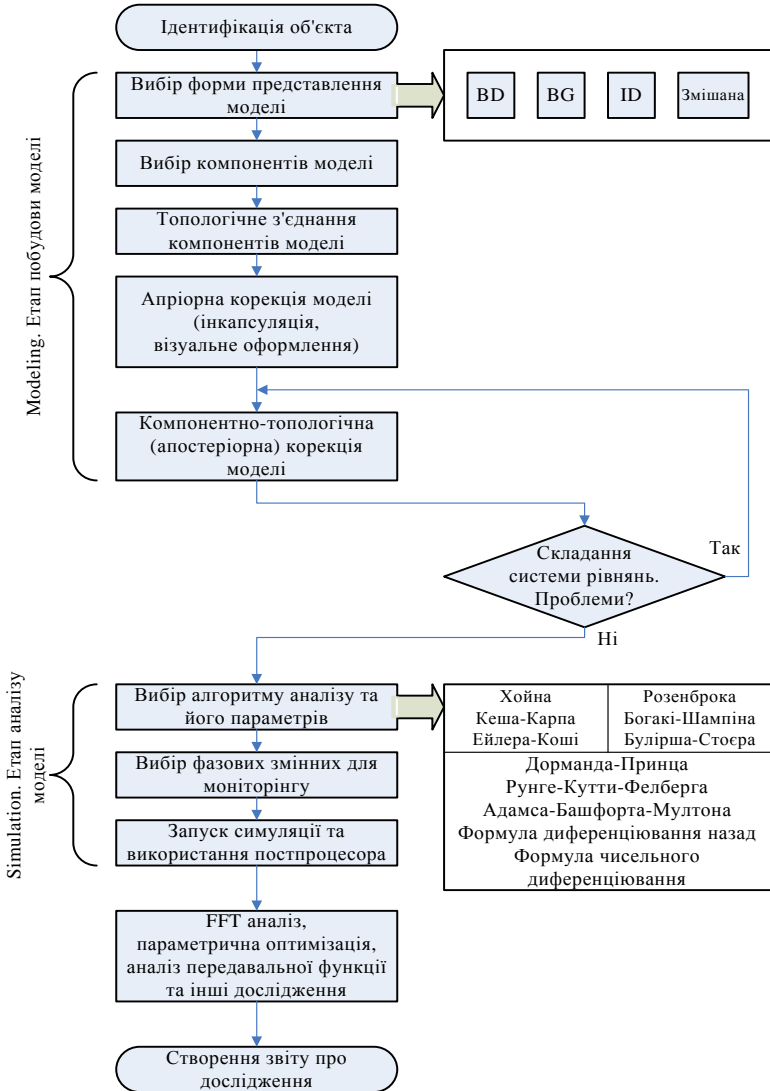 Ідентифікація об'єкта
Вибір форми представлення
моделі
BD
BG
ID
Змішана
Вибір компонентів моделі
Топологічне з'єднання
компонентів моделі
Апріорна корекція моделі
(інкапсуляція,
візуальне оформлення)
Компонентно-топологічна
(апостеріорна) корекція
моделі
Modeling. Етап побудови моделі
Складання
системи рівнянь.
Проблеми?
Так
Ні
Вибір алгоритму аналізу та
його параметрів
Вибір фазових змінних для
моніторінгу
Запуск симуляції та
використання постпроцесора
Simulation. Етап аналізу
моделі
Хойна
Кеша-Карпа
Ейлера-Коші
Розенброка
Богакі-Шампіна
Булірша-Стоєра
Дорманда-Принца
Рунге-Кутти-Фелберга
Адамса-Башфорта-Мултона
Формула диференціювання назад
Формула чисельного
диференціювання
FFT аналіз,
параметрична оптимізація,
аналіз передавальної функції
та інші дослідження
Створення звіту про
дослідження